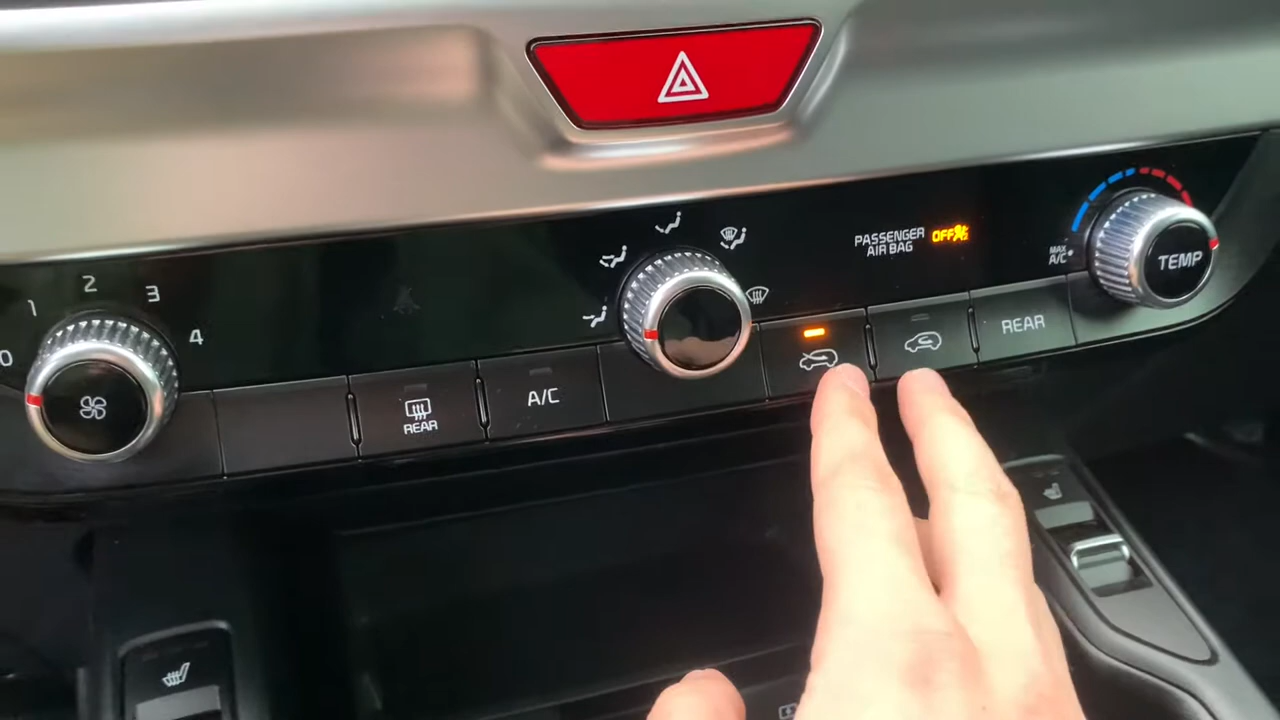 0
1
2
3
4
PASSENGER
AIR BAG
OFF
MAX
A/C
TEMP
REAR
A/C
REAR